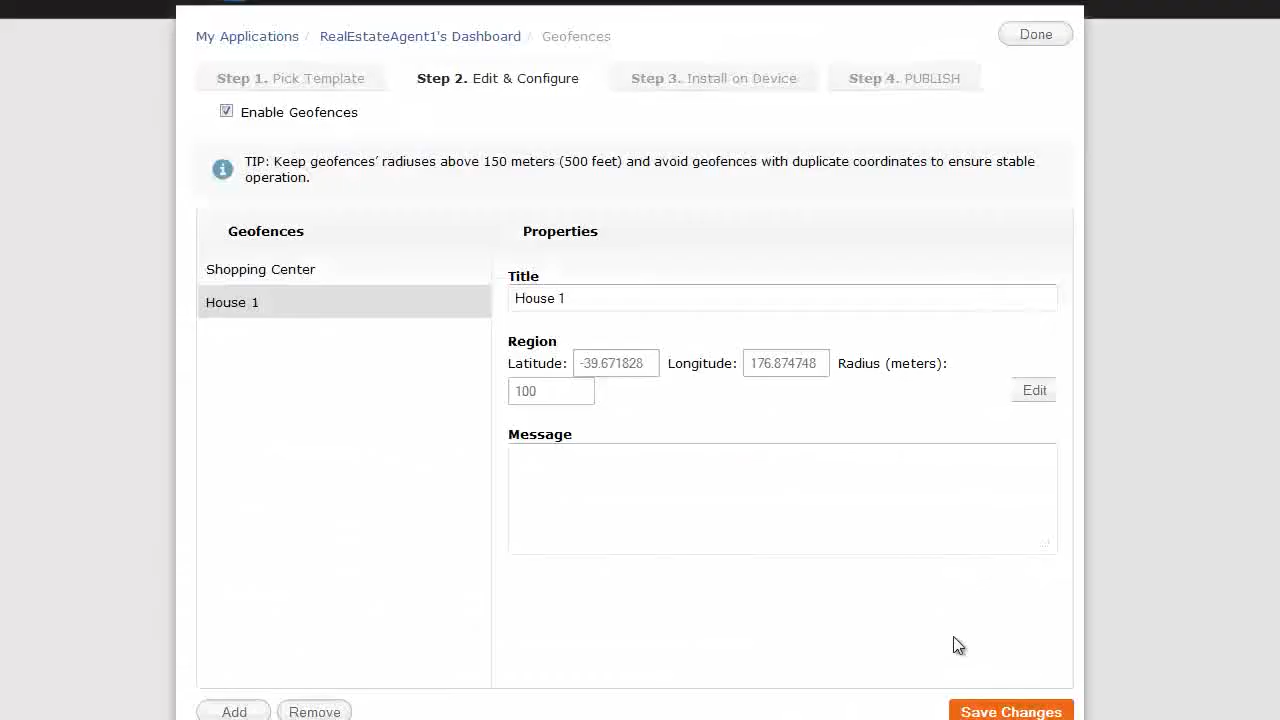 My Applications / RealEstateAgent1's Dashboard / Geofences
Done
Step 1. Pick Template
Step 2. Edit & Configure
Step 3. Install on Device
Step 4. PUBLISH
Enable Geofences
TIP: Keep geofences' radiuses above 150 meters (500 feet) and avoid geofences with duplicate coordinates to ensure stable
operation.
Geofences
Properties
Shopping Center
House 1
Title
House 1
Region
Latitude: -39.671828 Longitude: 176.874748 Radius (meters):
100
Edit
Message
Add
Remove
Save Changes